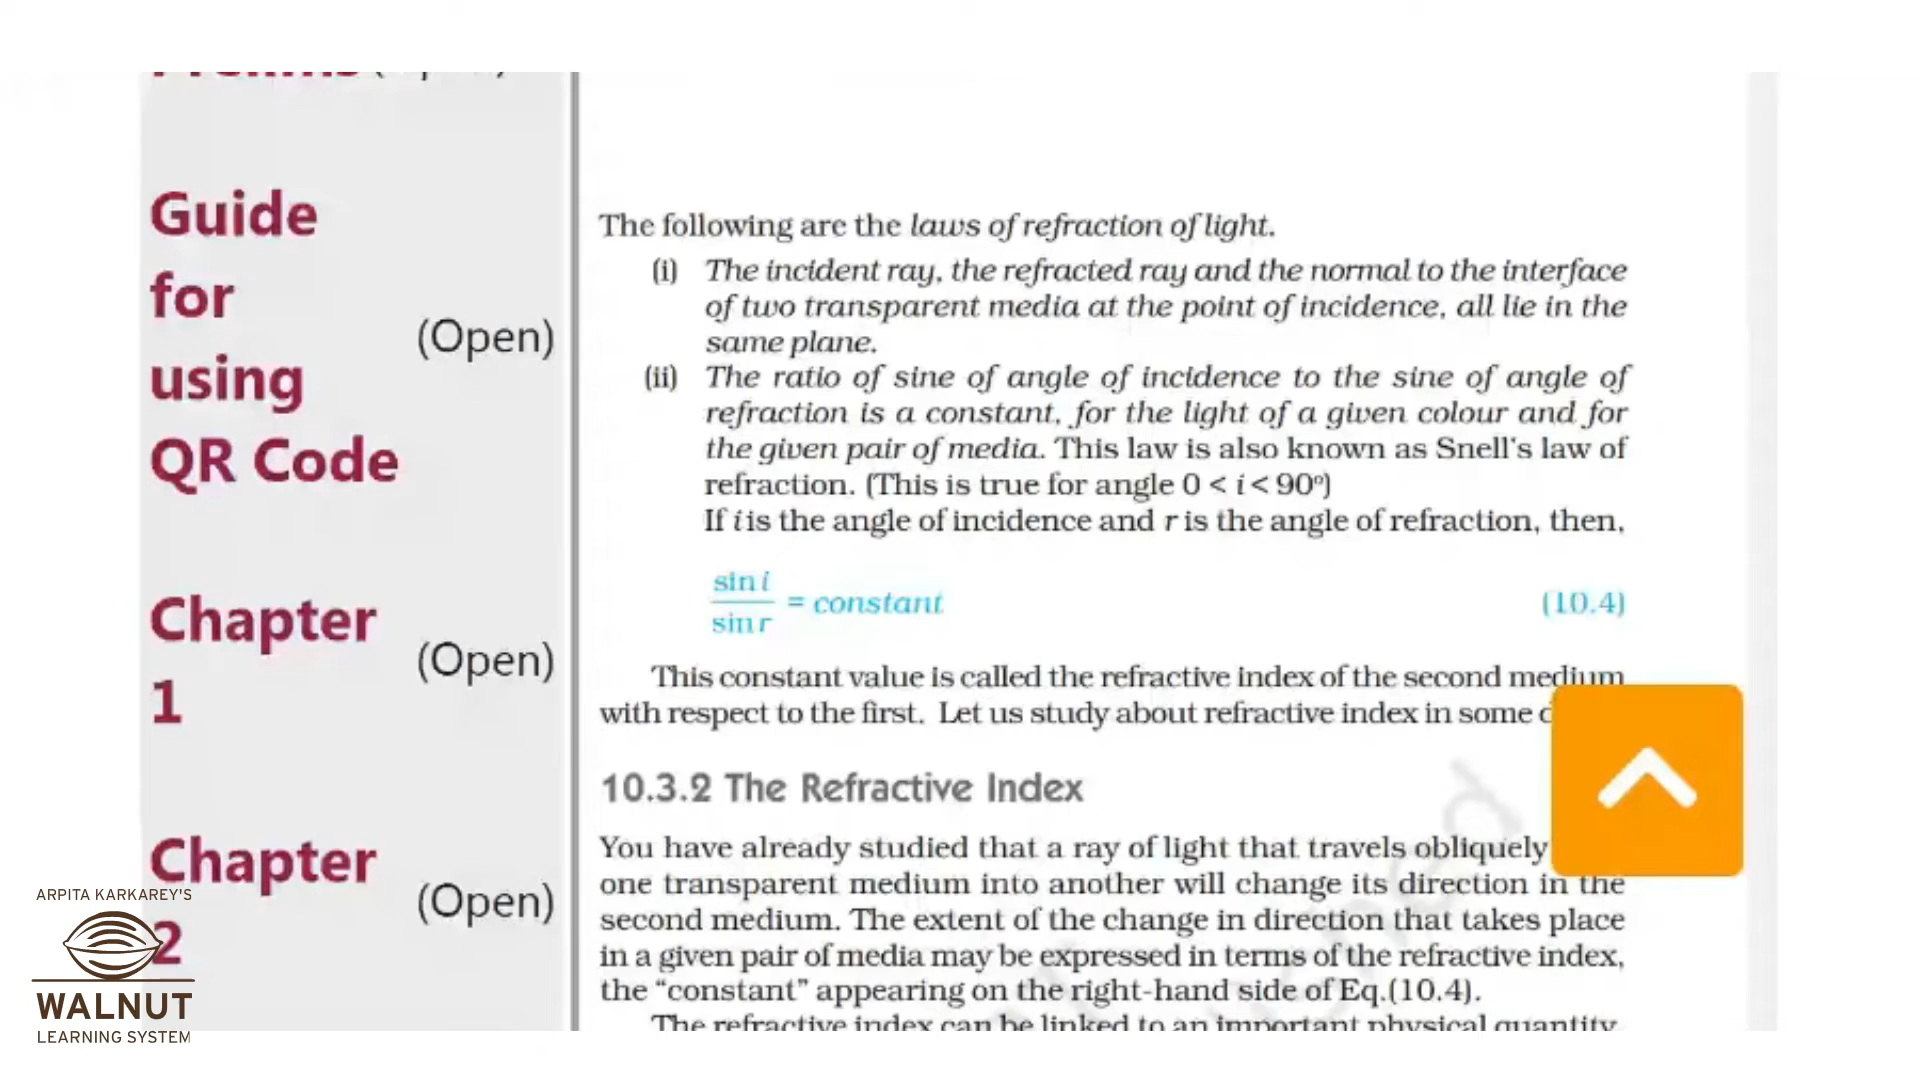 Guide
for
using
QR Code
(Open)
Chapter
1
(Open)
Chapter
2
(Open)
The following are the laws of refraction of light.
(i) The incident ray, the refracted ray and the normal to the interface
of two transparent media at the point of incidence, all lie in the
same plane.
(ii) The ratio of sine of angle of incidence to the sine of angle of
refraction is a constant, for the light of a given colour and for
the given pair of media. This law is also known as Snell's law of
refraction. (This is true for angle 0 < i < 90°)
If i is the angle of incidence and r is the angle of refraction, then,
sin i
= constant (10.4)
sin r
This constant value is called the refractive index of the second medium
with respect to the first. Let us study about refractive index in some
10.3.2 The Refractive Index
You have already studied that a ray of light that travels obliquely
one transparent medium into another will change its direction in the
second medium. The extent of the change in direction that takes place
in a given pair of media may be expressed in terms of the refractive index,
the “constant” appearing on the right-hand side of Eq.(10.4).
The refractive index can be linked to an important physical quantity,
ARPITA KARKAREY'S
WALNUT
LEARNING SYSTEM